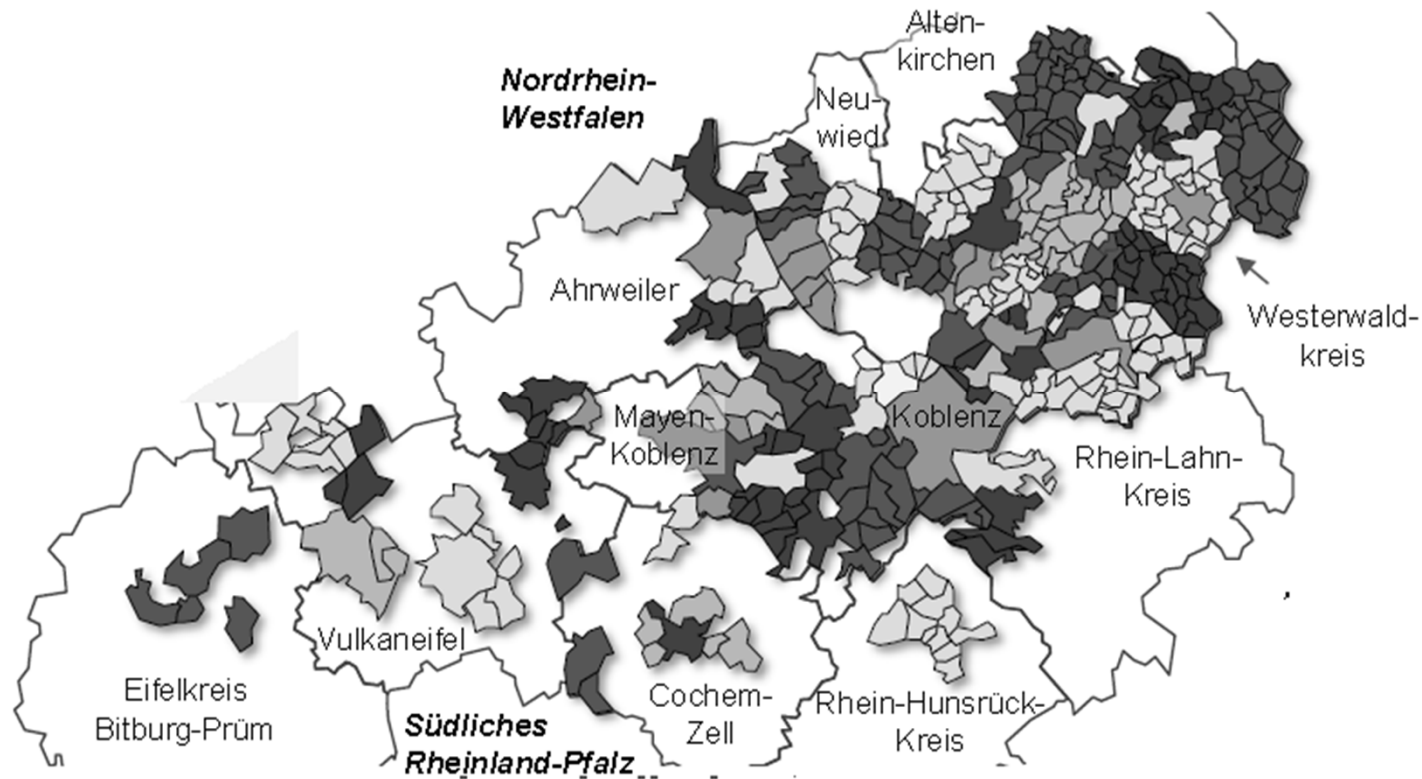 Alten-
kirchen
Nordrhein-
Westfalen
Neu-
wied
Ahrweiler
Westerwald-
kreis
Mayen-
Koblenz
Koblenz
Rhein-Lahn-
Kreis
Vulkaneifel
Eifelkreis
Bitburg-Prüm
Cochem-
Zell
Rhein-Hunsrück-
Kreis
Südliches
Rheinland-Pfalz